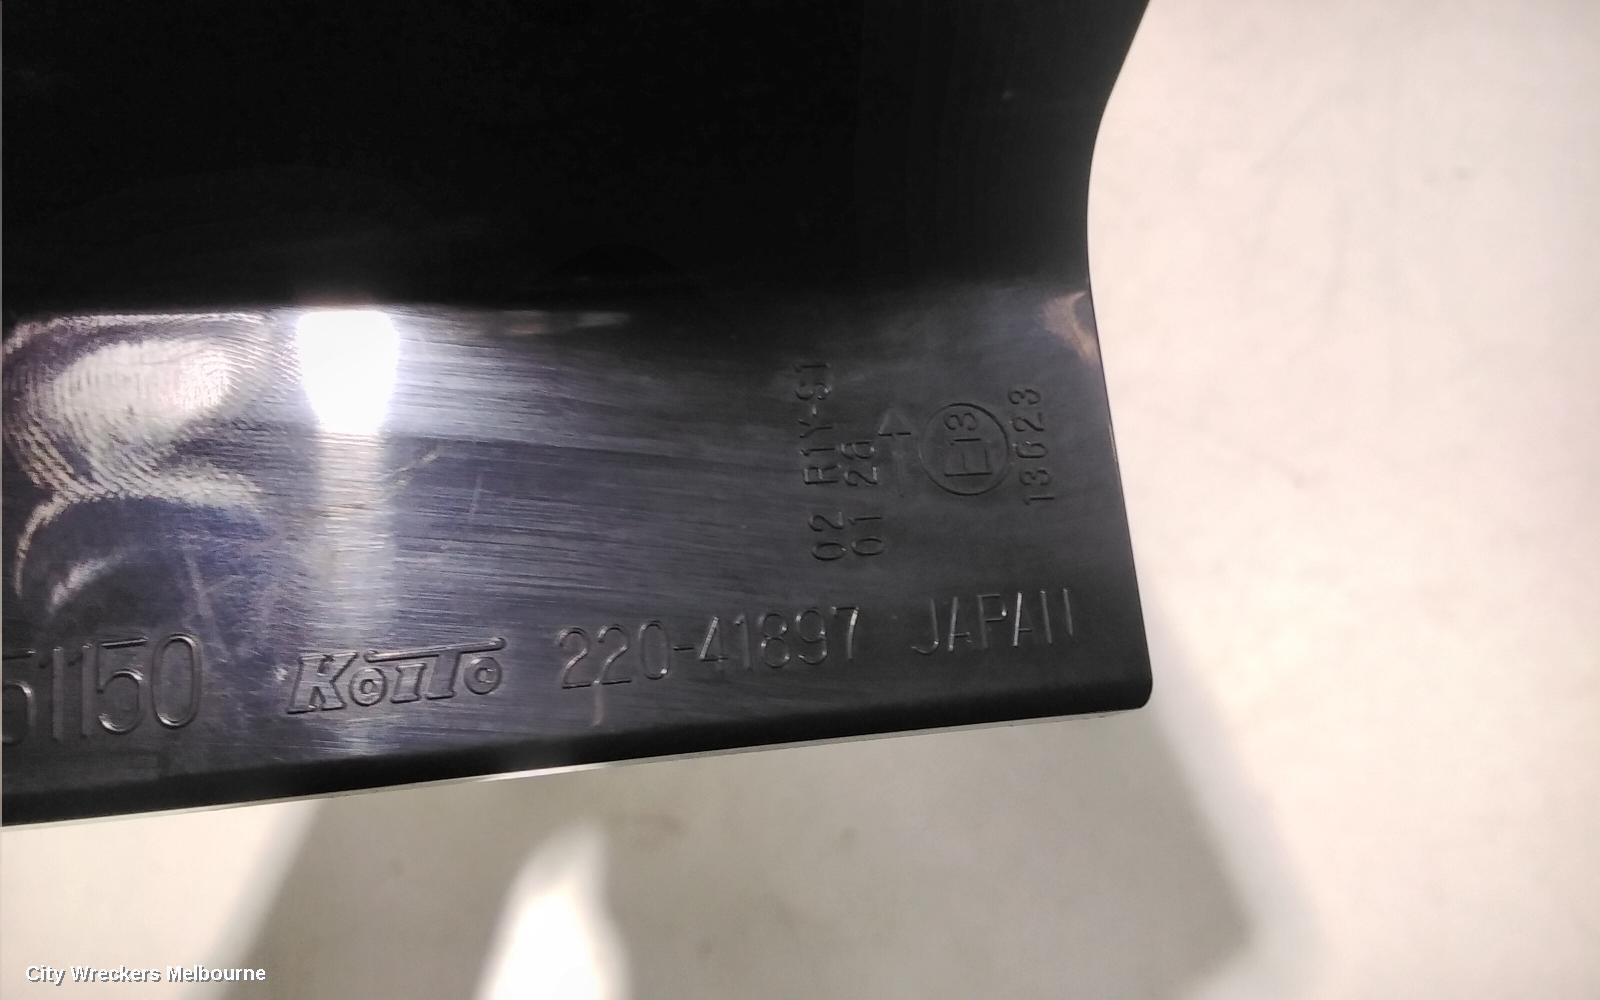 02 R1Y-S1
01 2a
E13
13623
51150 KOITO 220-41897 JAPAN
City Wreckers Melbourne